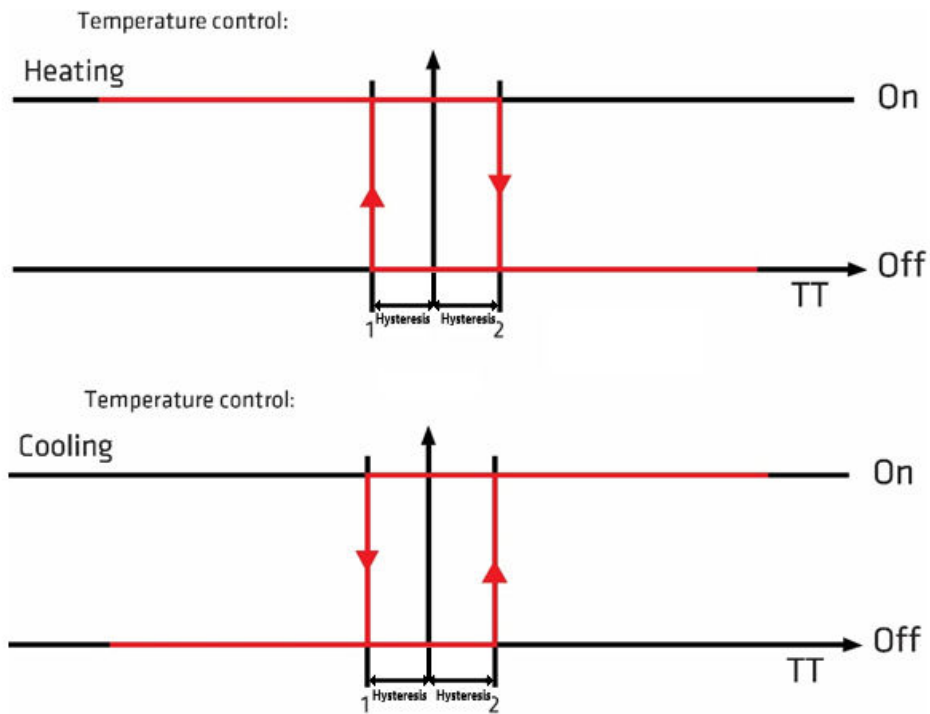 Temperature control:
Heating
On
Off
TT
Hysteresis Hysteresis
1 2
Temperature control:
Cooling
On
Off
TT
Hysteresis Hysteresis
1 2